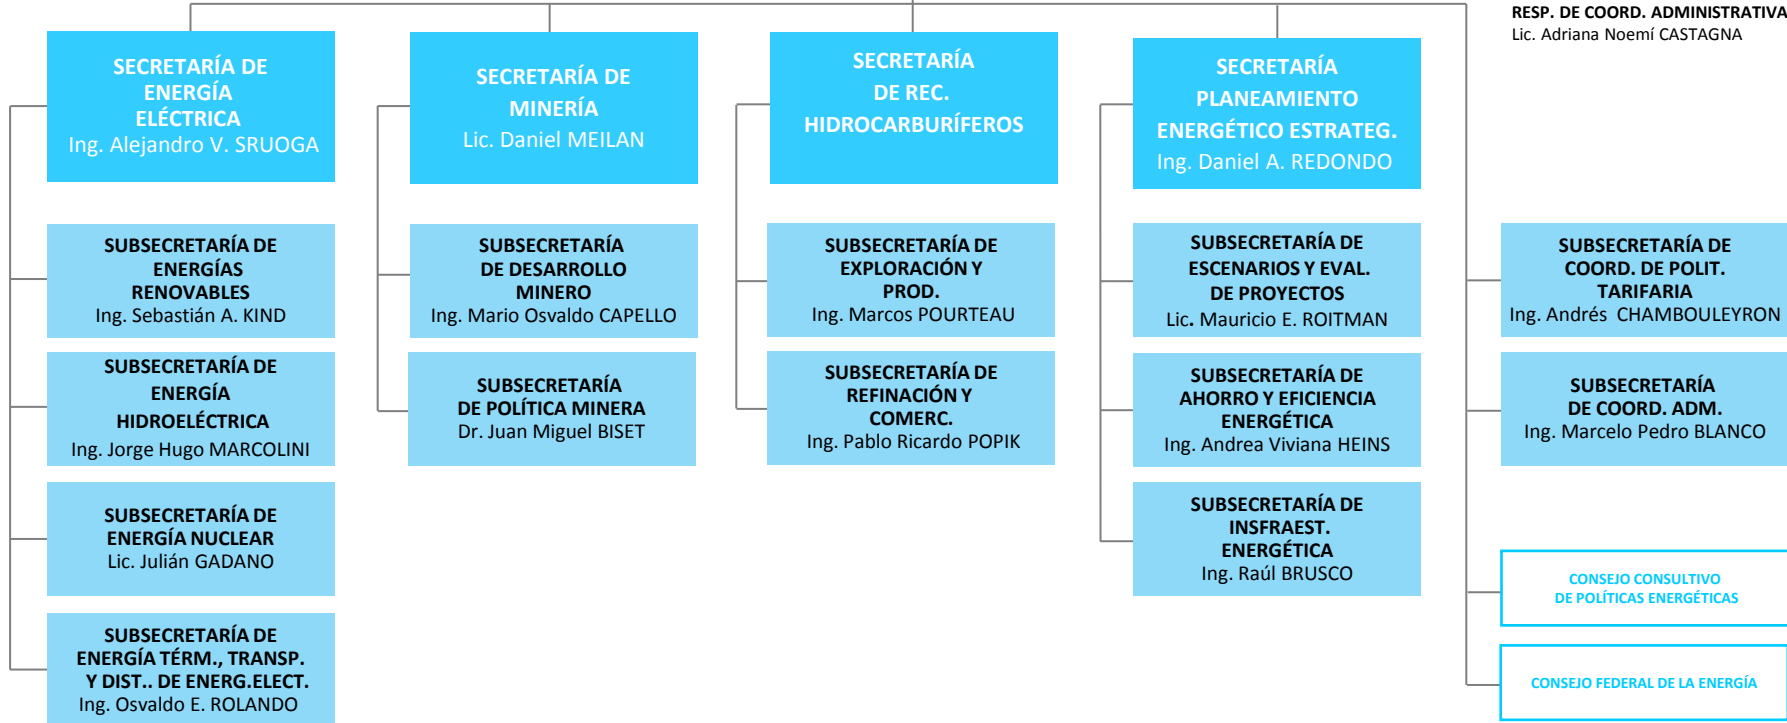 RESP. DE COORD. ADMINISTRATIVA
Lic. Adriana Noemí CASTAGNA
SECRETARÍA DE
ENERGÍA
ELÉCTRICA
Ing. Alejandro V. SRUOGA
SECRETARÍA DE
MINERÍA
Lic. Daniel MEILAN
SECRETARÍA
DE REC.
HIDROCARBURÍFEROS
SECRETARÍA
PLANEAMIENTO
ENERGÉTICO ESTRATEG.
Ing. Daniel A. REDONDO
SUBSECRETARÍA DE
ENERGÍAS
RENOVABLES
Ing. Sebastián A. KIND
SUBSECRETARÍA
DE DESARROLLO
MINERO
Ing. Mario Osvaldo CAPELLO
SUBSECRETARÍA DE
EXPLORACIÓN Y
PROD.
Ing. Marcos POURTEAU
SUBSECRETARÍA DE
ESCENARIOS Y EVAL.
DE PROYECTOS
Lic. Mauricio E. ROITMAN
SUBSECRETARÍA DE
COORD. DE POLIT.
TARIFARIA
Ing. Andrés CHAMBOULEYRON
SUBSECRETARÍA DE
ENERGÍA
HIDROELÉCTRICA
Ing. Jorge Hugo MARCOLINI
SUBSECRETARÍA
DE POLÍTICA MINERA
Dr. Juan Miguel BISET
SUBSECRETARÍA DE
REFINACIÓN Y
COMERC.
Ing. Pablo Ricardo POPIK
SUBSECRETARÍA DE
AHORRO Y EFICIENCIA
ENERGÉTICA
Ing. Andrea Viviana HEINS
SUBSECRETARÍA
DE COORD. ADM.
Ing. Marcelo Pedro BLANCO
SUBSECRETARÍA DE
ENERGÍA NUCLEAR
Lic. Julián GADANO
SUBSECRETARÍA DE
INSFRAEST.
ENERGÉTICA
Ing. Raúl BRUSCO
CONSEJO CONSULTIVO
DE POLÍTICAS ENERGÉTICAS
SUBSECRETARÍA DE
ENERGÍA TÉRM., TRANSP.
Y DIST.. DE ENERG.ELECT.
Ing. Osvaldo E. ROLANDO
CONSEJO FEDERAL DE LA ENERGÍA